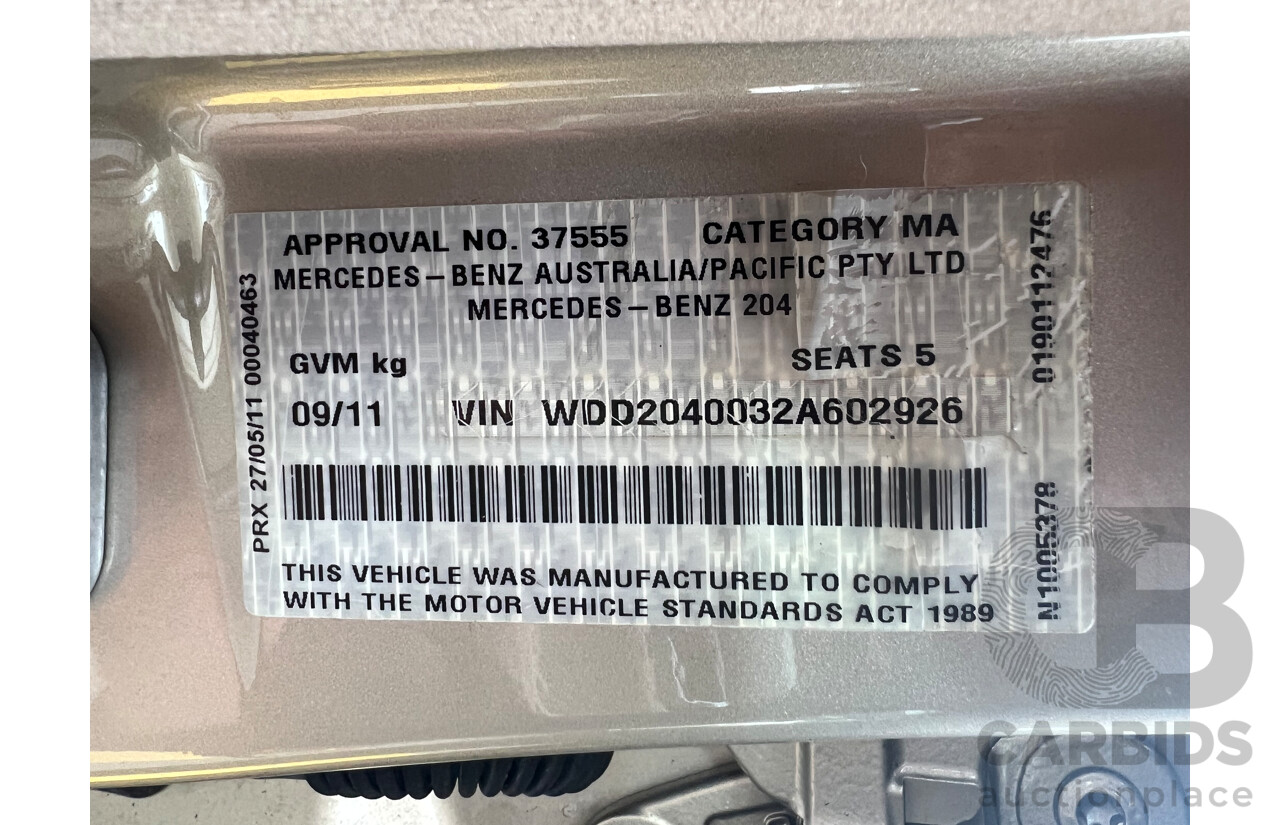 APPROVAL NO. 37555 CATEGORY MA
MERCEDES-BENZ AUSTRALIA/PACIFIC PTY LTD
MERCEDES-BENZ 204
GVM kg SEATS 5
09/11 VIN WDD2040032A602926
THIS VEHICLE WAS MANUFACTURED TO COMPLY
WITH THE MOTOR VEHICLE STANDARDS ACT 1989
PRX 27/05/11 00040463
0190112476
N1005378
CB
CARBIDS
auctionplace